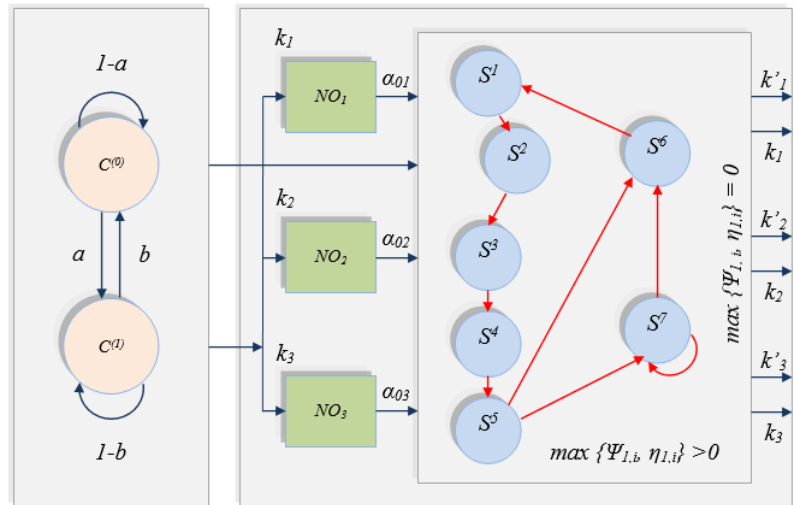 1-a
C(0)
a
b
C(1)
1-b
k1
NO1
α01
k2
NO2
α02
k3
NO3
α03
S1
S2
S3
S4
S5
S6
S7
max {Ψ1,i, η1,i} >0
max {Ψ1,i, η1,i} = 0
k'1
k1
k'2
k2
k'3
k3